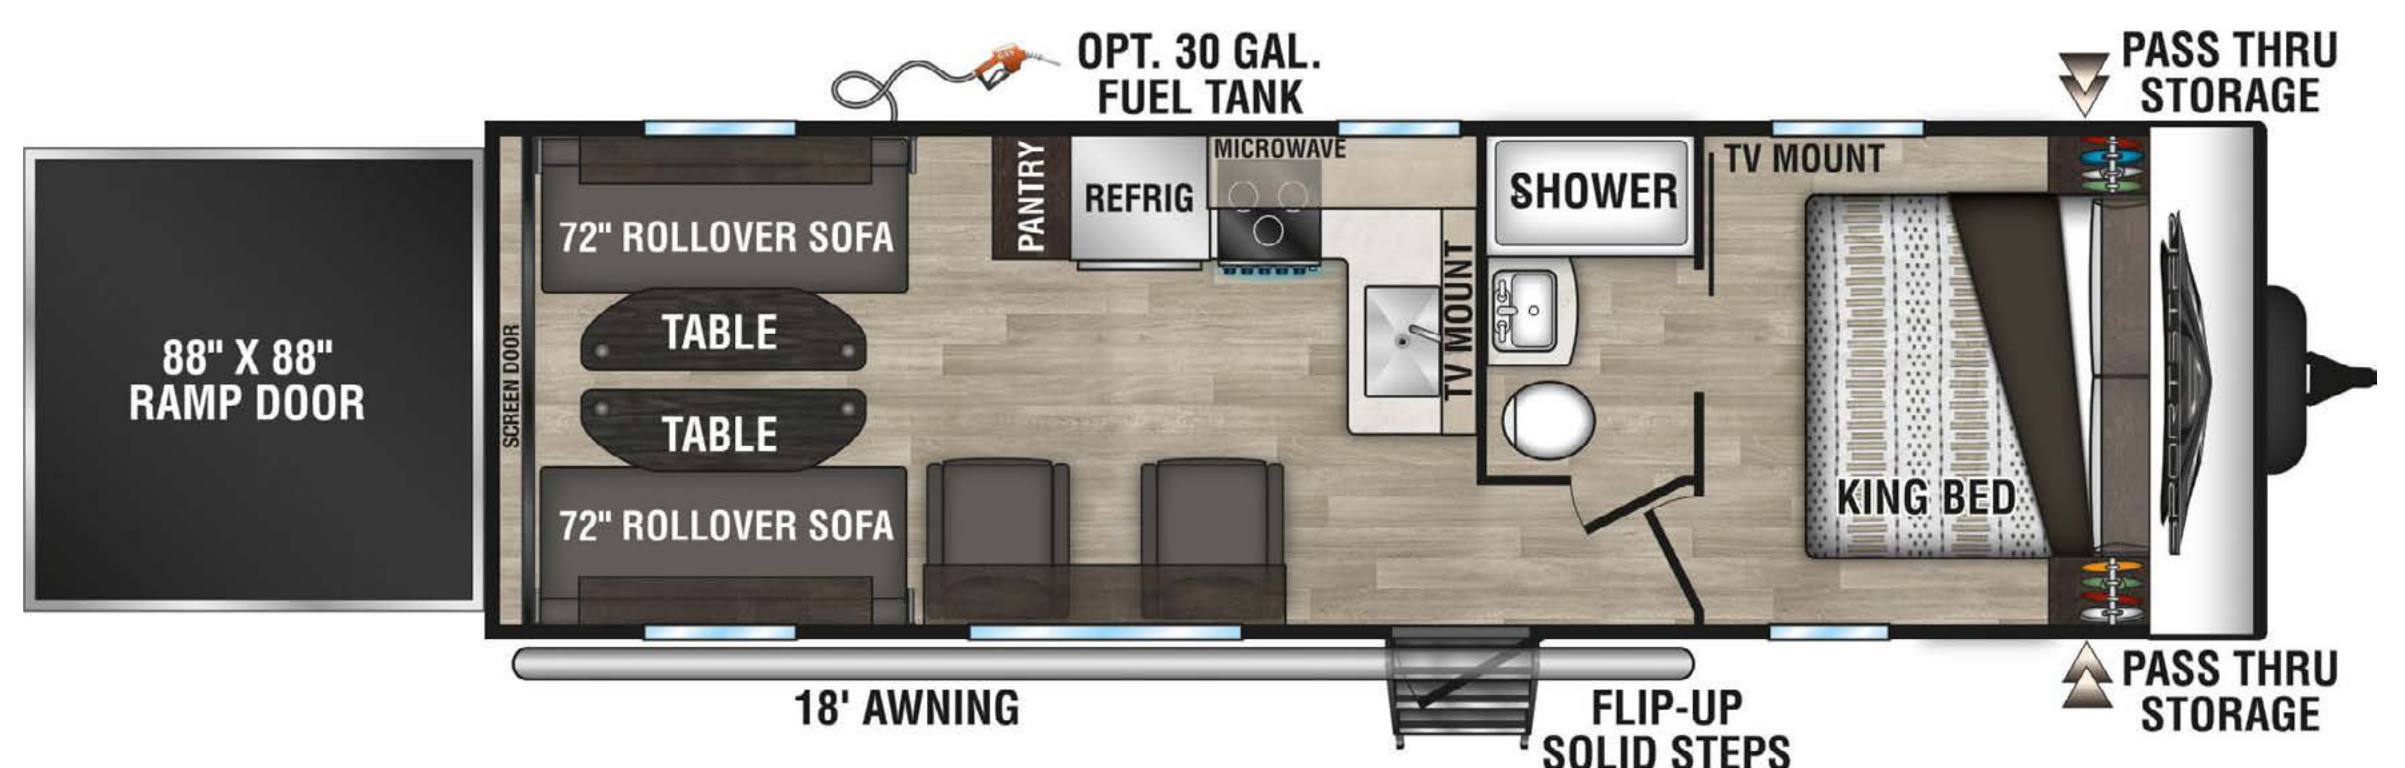 OPT. 30 GAL.
FUEL TANK
PASS THRU
STORAGE
88" X 88"
RAMP DOOR
SCREEN DOOR
72" ROLLOVER SOFA
TABLE
TABLE
72" ROLLOVER SOFA
PANTRY
REFRIG
MICROWAVE
TV MOUNT
SHOWER
TV MOUNT
KING BED
18' AWNING
FLIP-UP
SOLID STEPS
PASS THRU
STORAGE